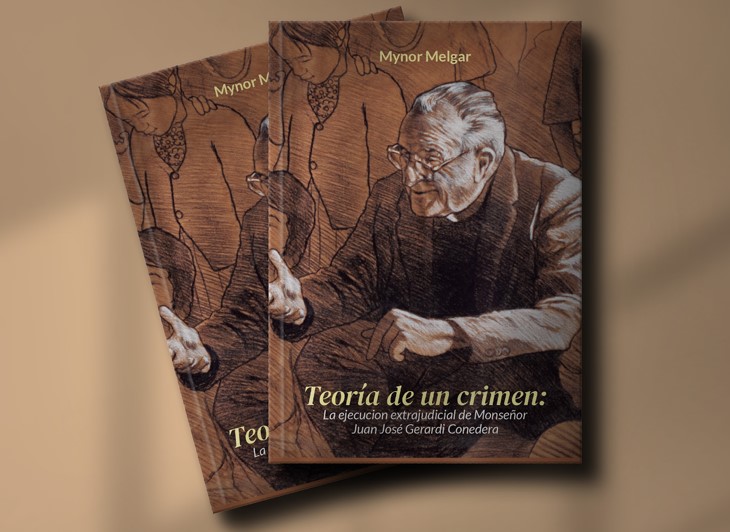 Mynor Melgar
Teoría de un crimen:
La ejecucion extrajudicial de Monseñor
Juan José Gerardi Conedera
Mynor M
Teo
La